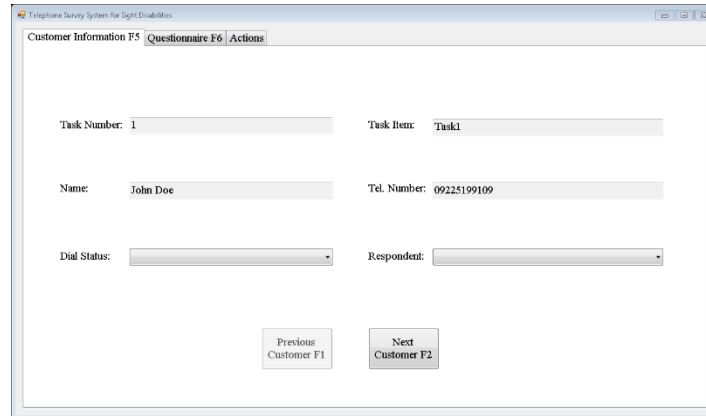 Telephone Survey System for Sight Disabilities
Customer Information F5 Questionnaire F6 Actions
Task Number: 1 Task Item: Task1
Name: John Doe Tel. Number: 09225199109
Dial Status: Respondent:
Previous
Customer F1
Next
Customer F2